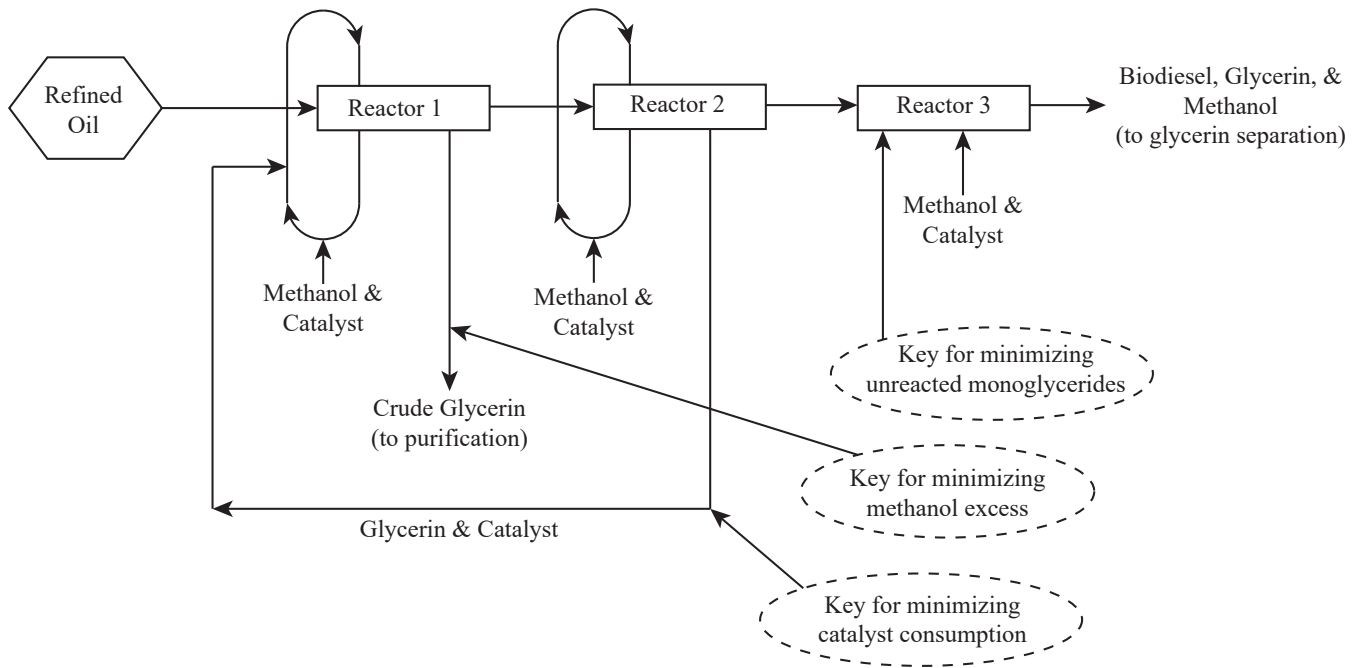 Refined
Oil
Reactor 1
Reactor 2
Reactor 3
Biodiesel, Glycerin, &
Methanol
(to glycerin separation)
Methanol &
Catalyst
Methanol &
Catalyst
Methanol &
Catalyst
Crude Glycerin
(to purification)
Glycerin & Catalyst
Key for minimizing
unreacted monoglycerides
Key for minimizing
methanol excess
Key for minimizing
catalyst consumption